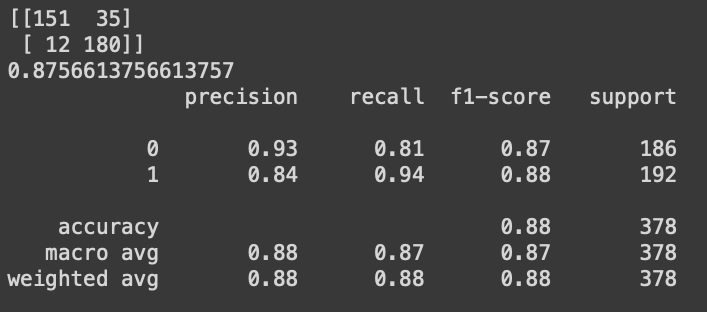 [[151  35]
 [ 12 180]]
0.8756613756613757
              precision    recall  f1-score   support

           0       0.93      0.81      0.87       186
           1       0.84      0.94      0.88       192

    accuracy                           0.88       378
   macro avg       0.88      0.87      0.87       378
weighted avg       0.88      0.88      0.88       378